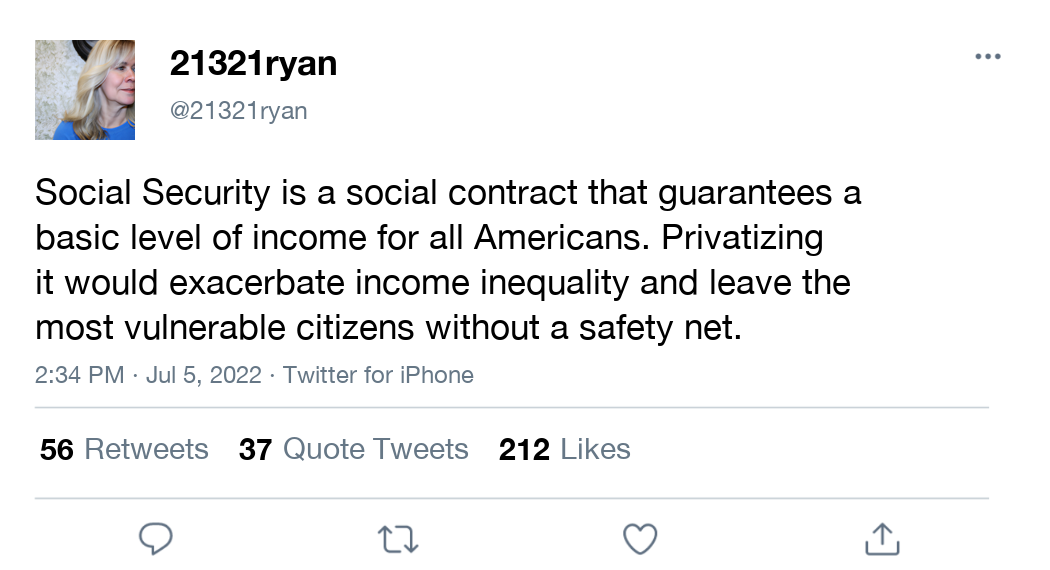 21321ryan
@21321ryan
Social Security is a social contract that guarantees a
basic level of income for all Americans. Privatizing
it would exacerbate income inequality and leave the
most vulnerable citizens without a safety net.
2:34 PM · Jul 5, 2022 · Twitter for iPhone
56 Retweets 37 Quote Tweets 212 Likes